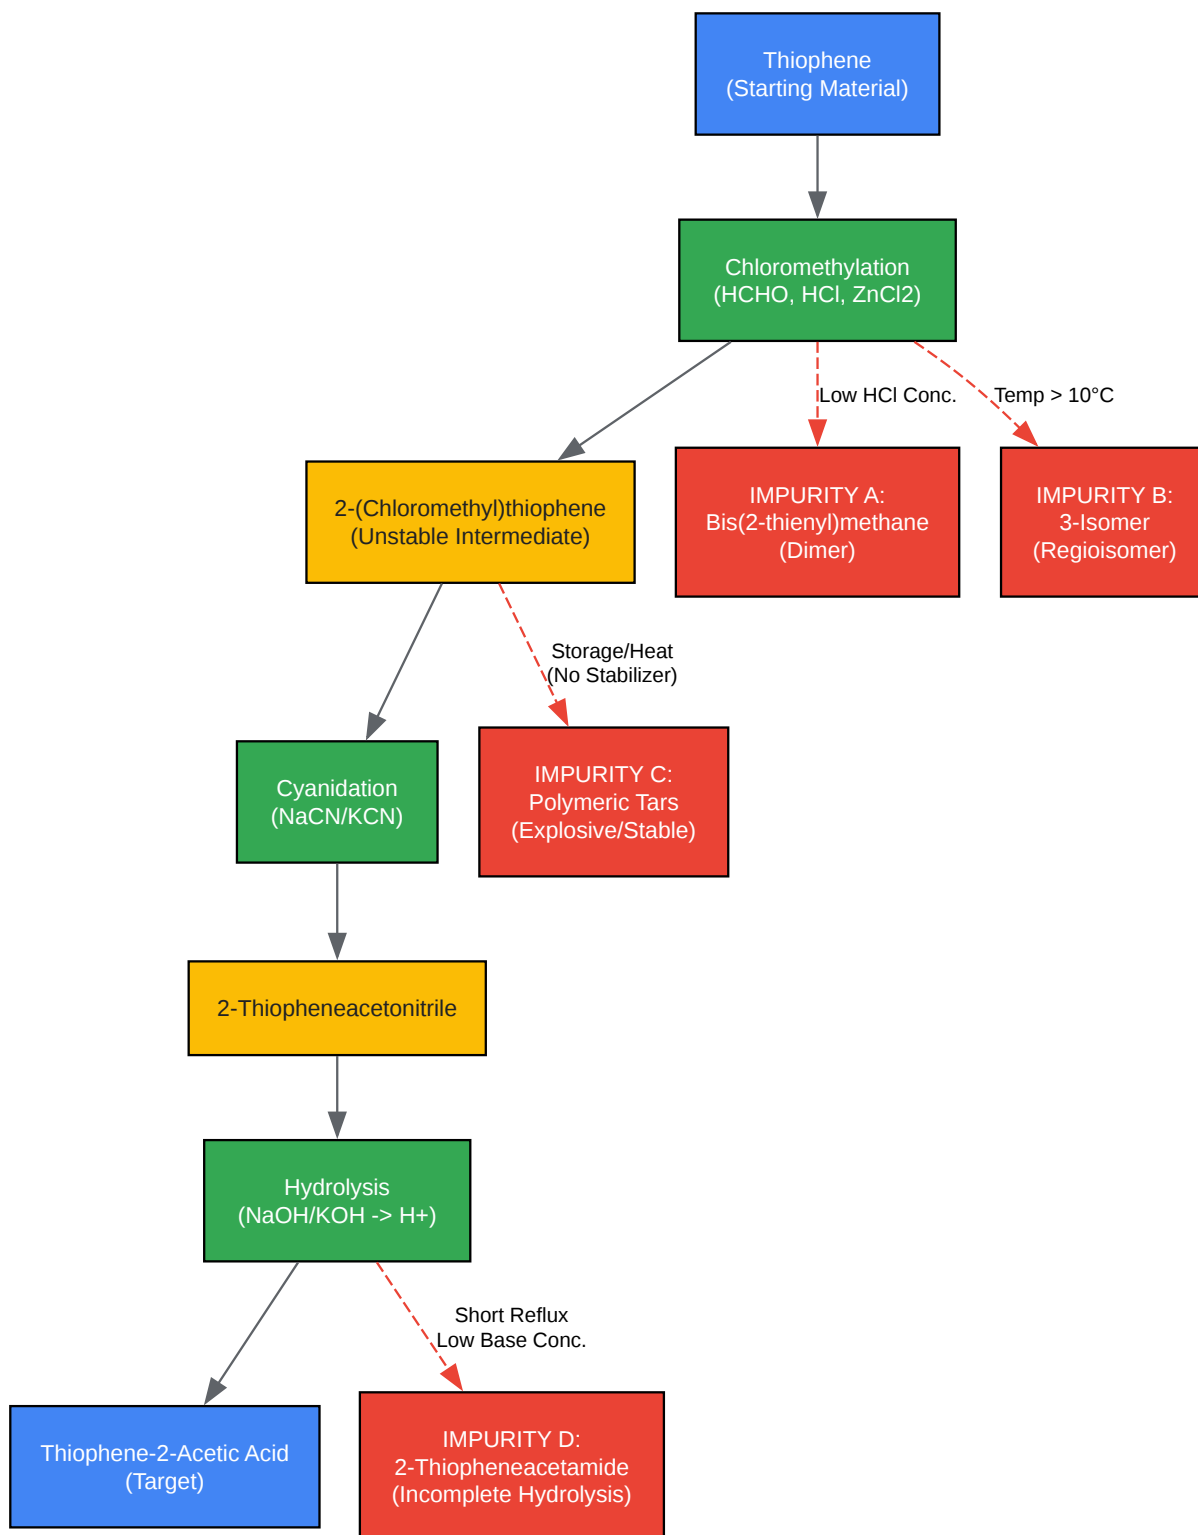 Thiophene
(Starting Material)
Chloromethylation
(HCHO, HCl, ZnCl2)
Low HCl Conc.
Temp > 10°C
2-(Chloromethyl)thiophene
(Unstable Intermediate)
IMPURITY A:
Bis(2-thienyl)methane
(Dimer)
IMPURITY B:
3-Isomer
(Regioisomer)
Storage/Heat
(No Stabilizer)
Cyanidation
(NaCN/KCN)
IMPURITY C:
Polymeric Tars
(Explosive/Stable)
2-Thiopheneacetonitrile
Hydrolysis
(NaOH/KOH -> H+)
Short Reflux
Low Base Conc.
Thiophene-2-Acetic Acid
(Target)
IMPURITY D:
2-Thiopheneacetamide
(Incomplete Hydrolysis)